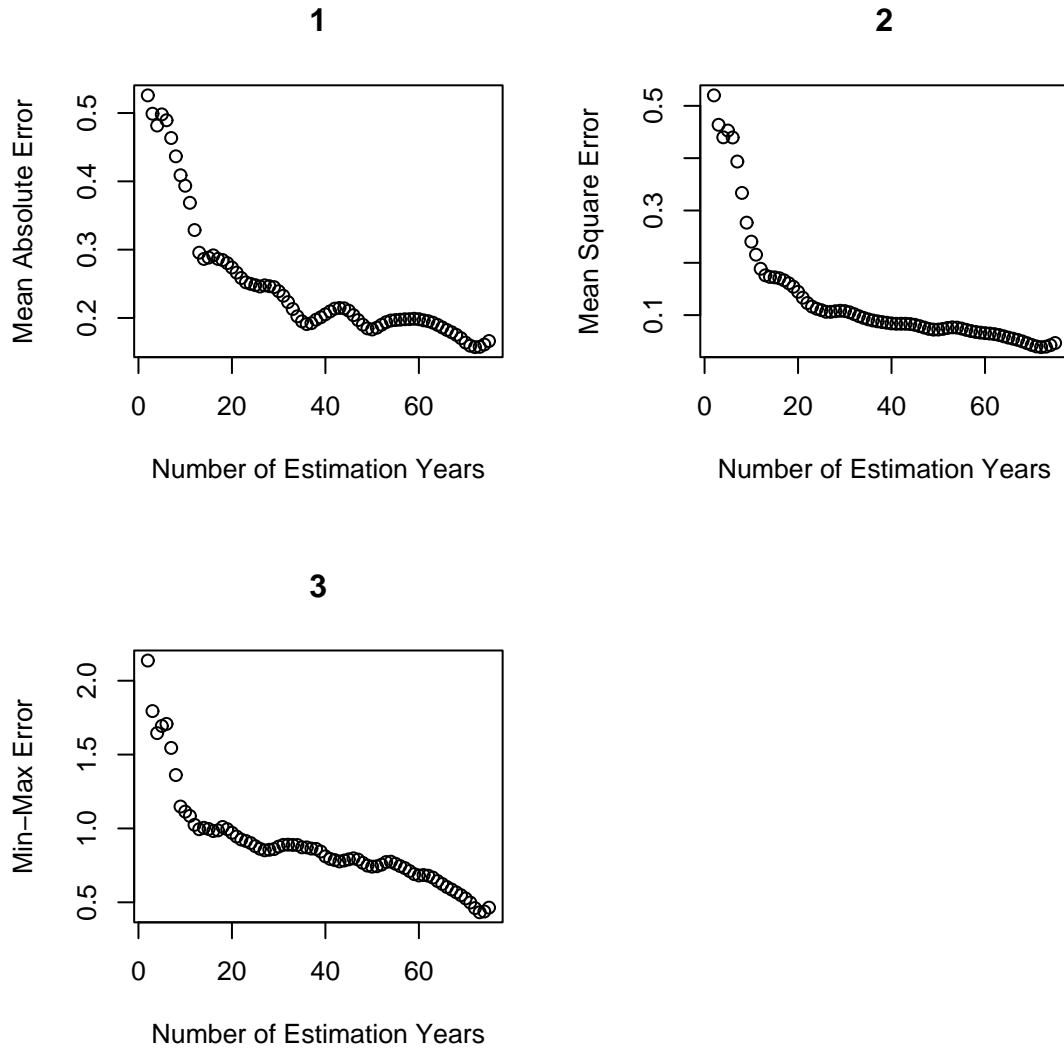 1
Mean Absolute Error
0.5
0.4
0.3
0.2
0 20 40 60
Number of Estimation Years
2
Mean Square Error
0.5
0.3
0.1
0 20 40 60
Number of Estimation Years
3
Min−Max Error
2.0
1.5
1.0
0.5
0 20 40 60
Number of Estimation Years